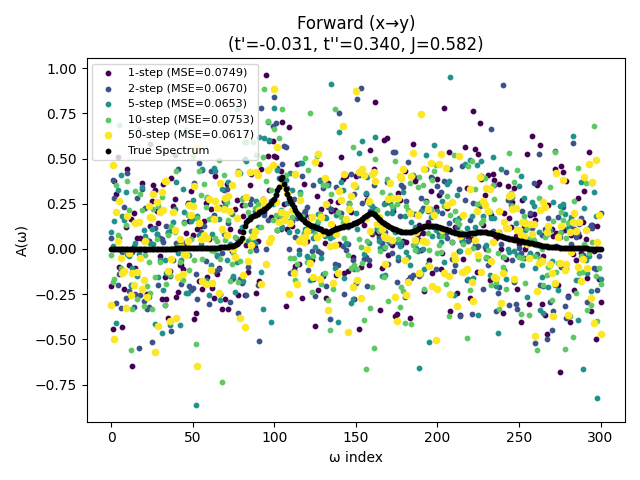 Forward (x→y)
(t'=-0.031, t''=0.340, J=0.582)
1-step (MSE=0.0749)
2-step (MSE=0.0670)
5-step (MSE=0.0653)
10-step (MSE=0.0753)
50-step (MSE=0.0617)
True Spectrum
A(ω)
1.00
0.75
0.50
0.25
0.00
−0.25
−0.50
−0.75
0
50
100
150
200
250
300
ω index